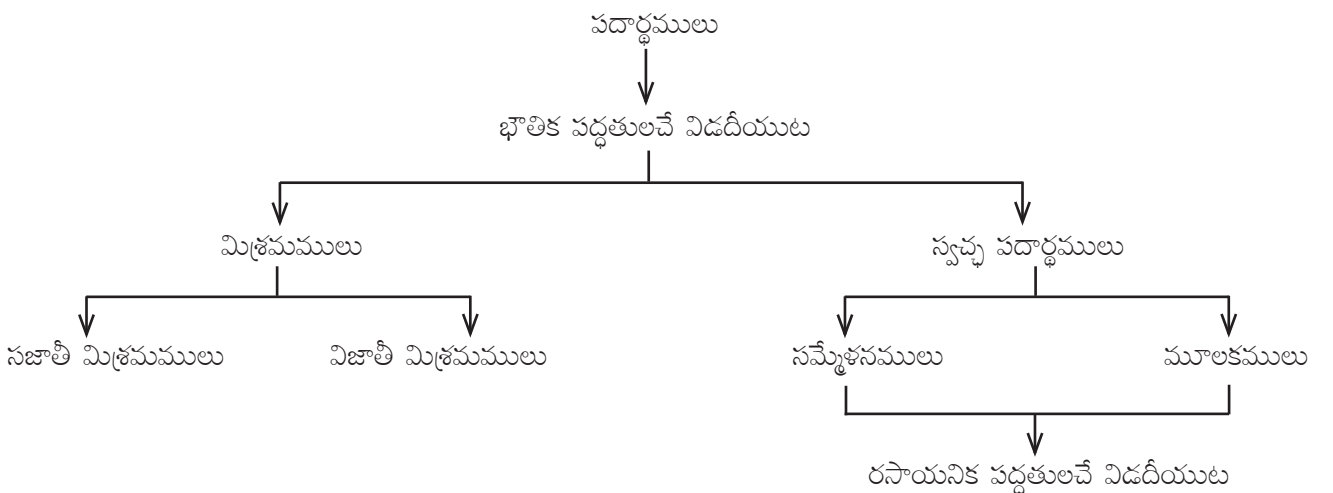 పదార్థములు
భౌతిక పద్ధతులచే విడదీయుట
మిశ్రమములు స్వచ్ఛ పదార్థములు
సజాతీ మిశ్రమములు విజాతీ మిశ్రమములు సమ్మేళనములు మూలకములు
రసాయనిక పద్ధతులచే విడదీయుట